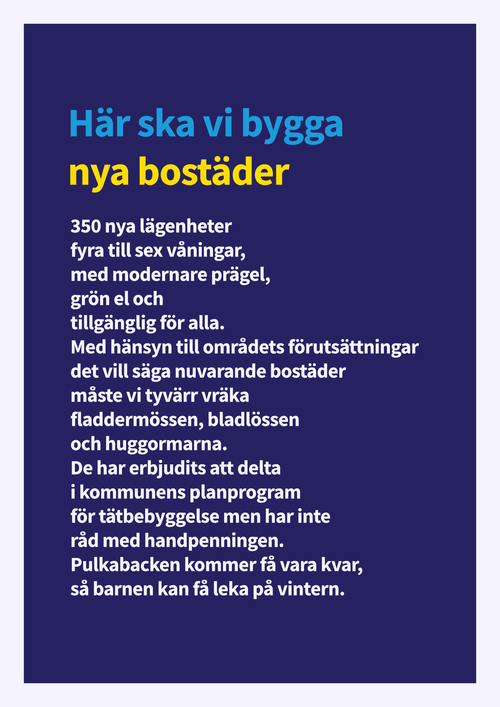 Här ska vi bygga
nya bostäder
350 nya lägenheter
fyra till sex våningar,
med modernare prägel,
grön el och
tillgänglig för alla.
Med hänsyn till områdets förutsättningar
det vill säga nuvarande bostäder
måste vi tyvärr vräka
fladdermössen, bladlössen
och huggormarna.
De har erbjudits att delta
i kommunens planprogram
för tätbebyggelse men har inte
råd med handpenningen.
Pulkabacken kommer få vara kvar,
så barnen kan få leka på vintern.